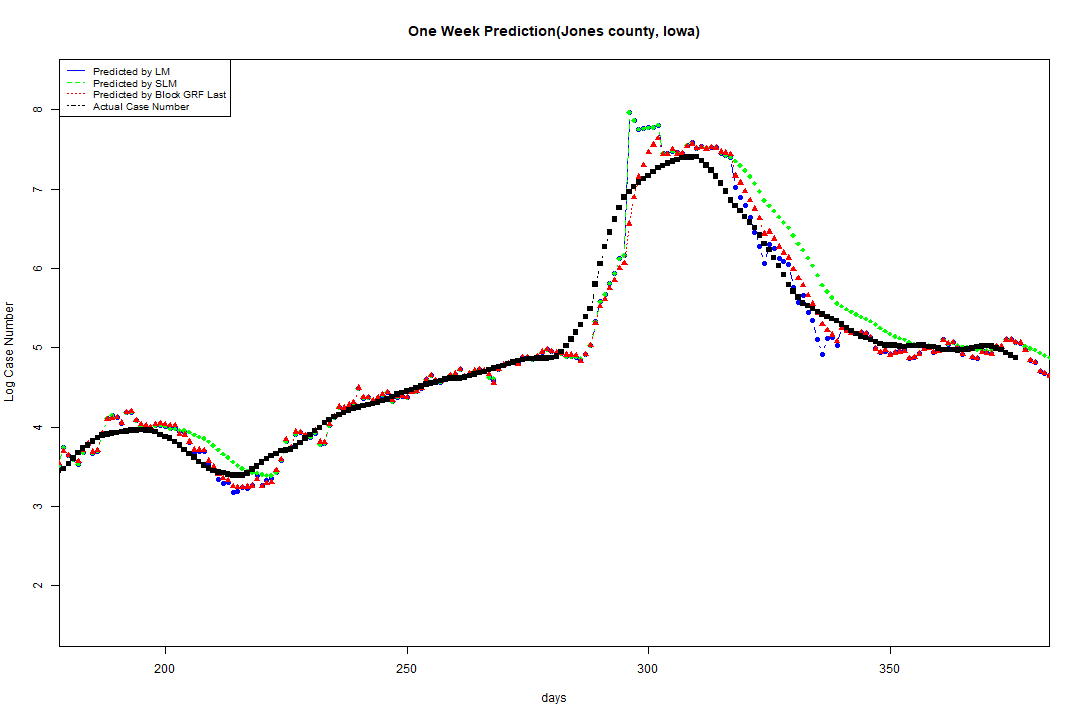 One Week Prediction(Jones county, Iowa)
Predicted by LM
Predicted by SLM
Predicted by Block GRF Last
Actual Case Number
8
7
6
5
4
3
2
Log Case Number
200 250 300 350
days